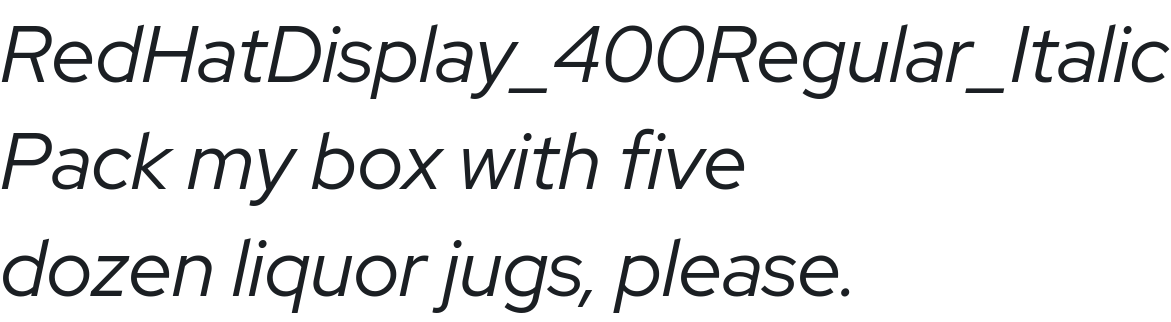 RedHatDisplay_400Regular_Italic
Pack my box with five
dozen liquor jugs, please.